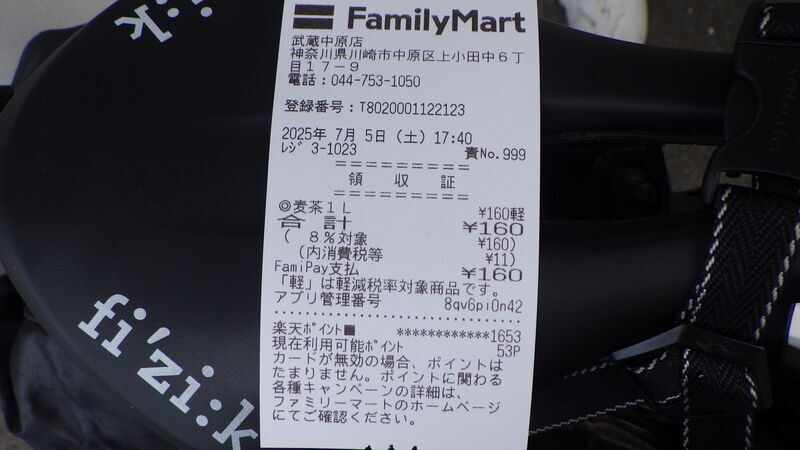 FamilyMart
武蔵中原店
神奈川県川崎市中原区上小田中６丁
目１７－９
電話：044-753-1050
登録番号：T8020001122123
2025年 7月 5日（土）17:40
ﾚｼﾞ 3-1023 責No.999
＝＝＝＝＝＝＝＝＝
領 収 証
＝＝＝＝＝＝＝＝＝
◎麦茶１Ｌ ¥160軽
合 計 ¥160
（ 8％対象 ¥160）
（内消費税等 ¥11）
FamiPay支払 ¥160
「軽」は軽減税率対象商品です。
アプリ管理番号 8qv6pi0n42
楽天ﾎﾟｲﾝﾄ■ ************1653
現在利用可能ﾎﾟｲﾝﾄ 53P
カードが無効の場合、ポイントは
たまりません。ポイントに関わる
各種キャンペーンの詳細は、
ファミリーマートのホームページ
にてご確認ください。
fi'zi:k
k: